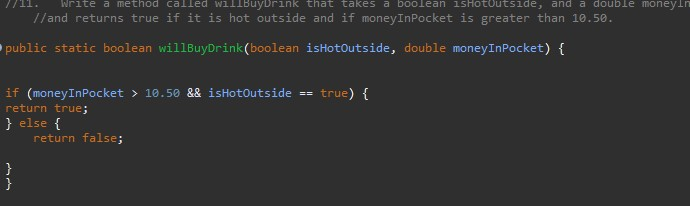 //11.   Write a method called willBuyDrink that takes a boolean isHotOutside, and a double moneyIn
//and returns true if it is hot outside and if moneyInPocket is greater than 10.50.
public static boolean willBuyDrink(boolean isHotOutside, double moneyInPocket) {
if (moneyInPocket > 10.50 && isHotOutside == true) {
return true;
} else {
return false;
}
}